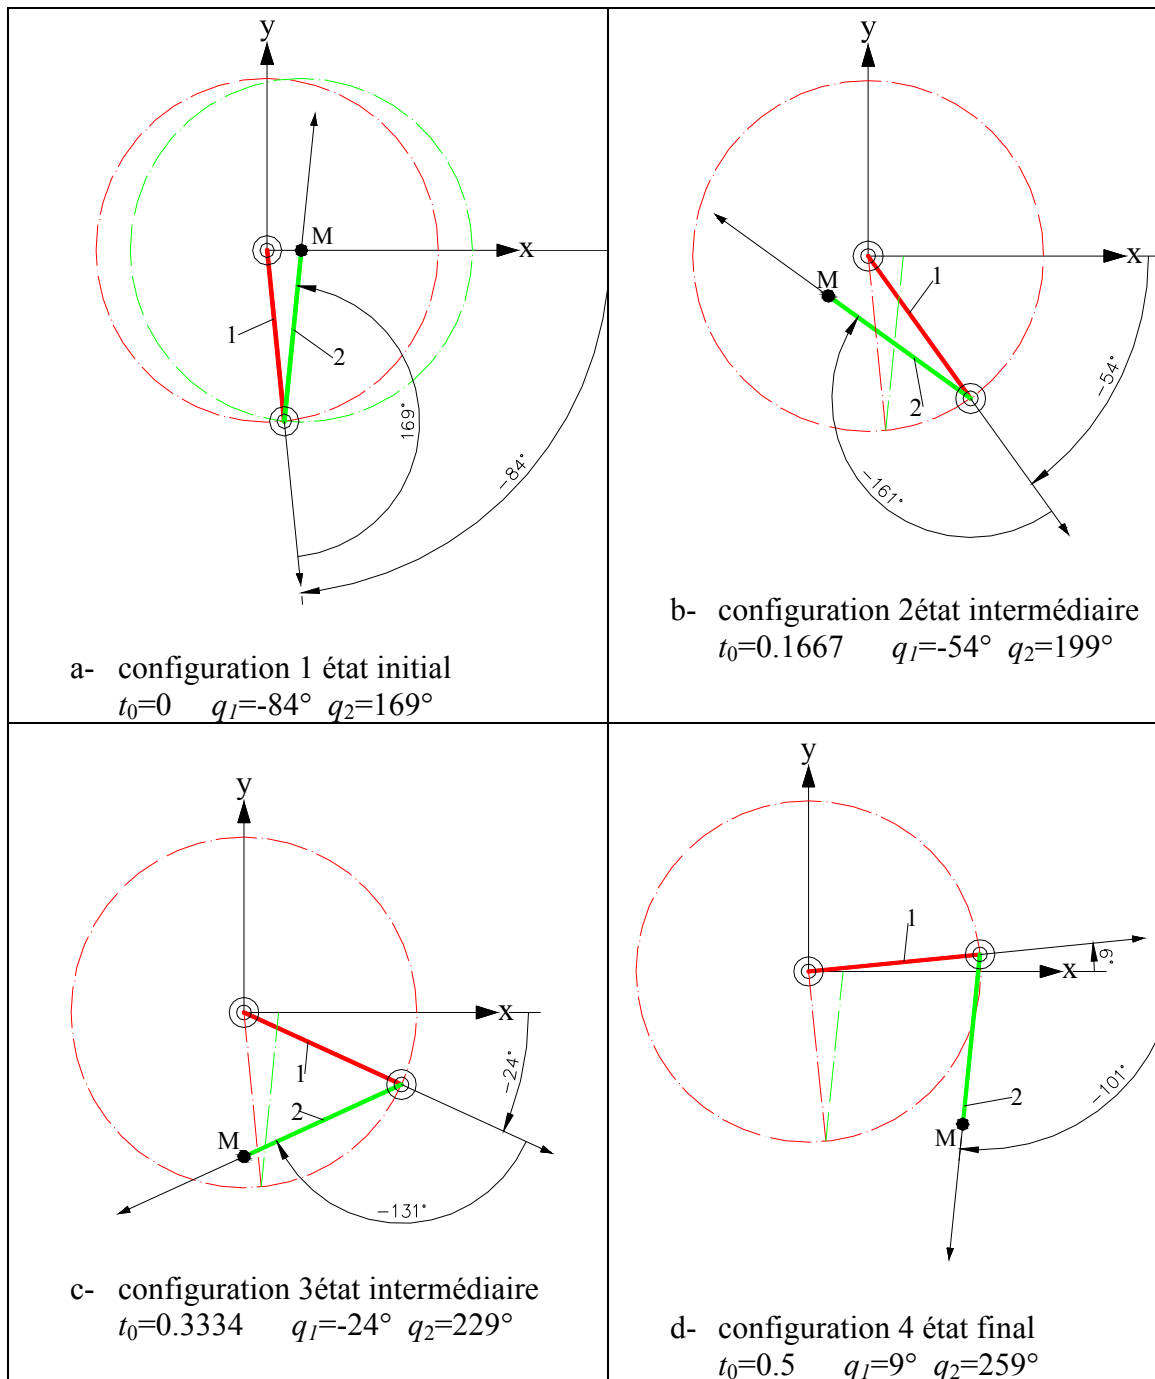 y
M
x
1
2
169°
-84°
a- configuration 1 état initial
t0=0 q1=-84° q2=169°
y
x
M
1
2
-54°
-161°
b- configuration 2état intermédiaire
t0=0.1667 q1=-54° q2=199°
y
x
1
2
M
-24°
-131°
c- configuration 3état intermédiaire
t0=0.3334 q1=-24° q2=229°
y
1
x
6°
2
M
-101°
d- configuration 4 état final
t0=0.5 q1=9° q2=259°